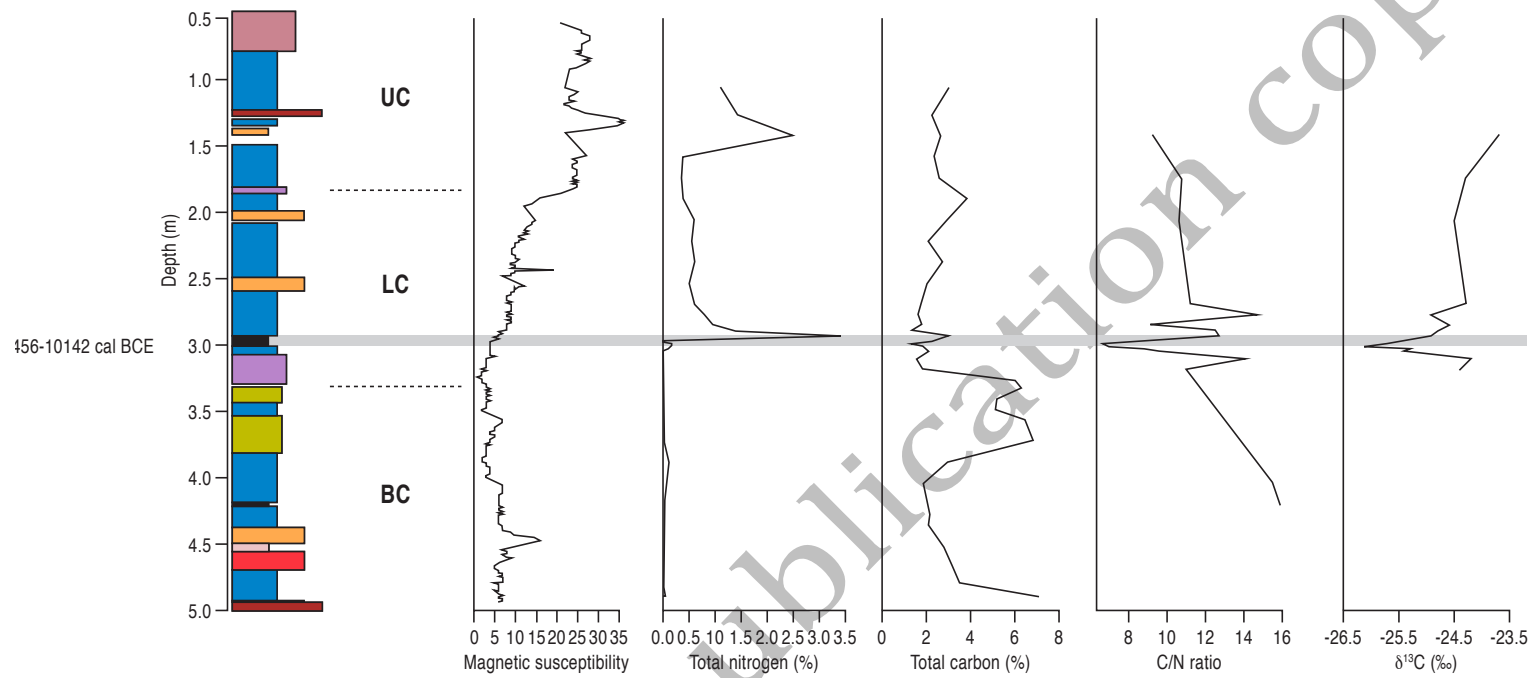 0.5
1.0
1.5
2.0
2.5
3.0
3.5
4.0
4.5
5.0
Depth (m)
456-10142 cal BCE
UC
LC
BC
0 5 10 15 20 25 30 35
Magnetic susceptibility
0.0 0.5 1.0 1.5 2.0 2.5 3.0 3.5
Total nitrogen (%)
0 2 4 6 8
Total carbon (%)
8 10 12 14 16
C/N ratio
-26.5 -25.5 -24.5 -23.5
δ¹³C (‰)
ublication cop